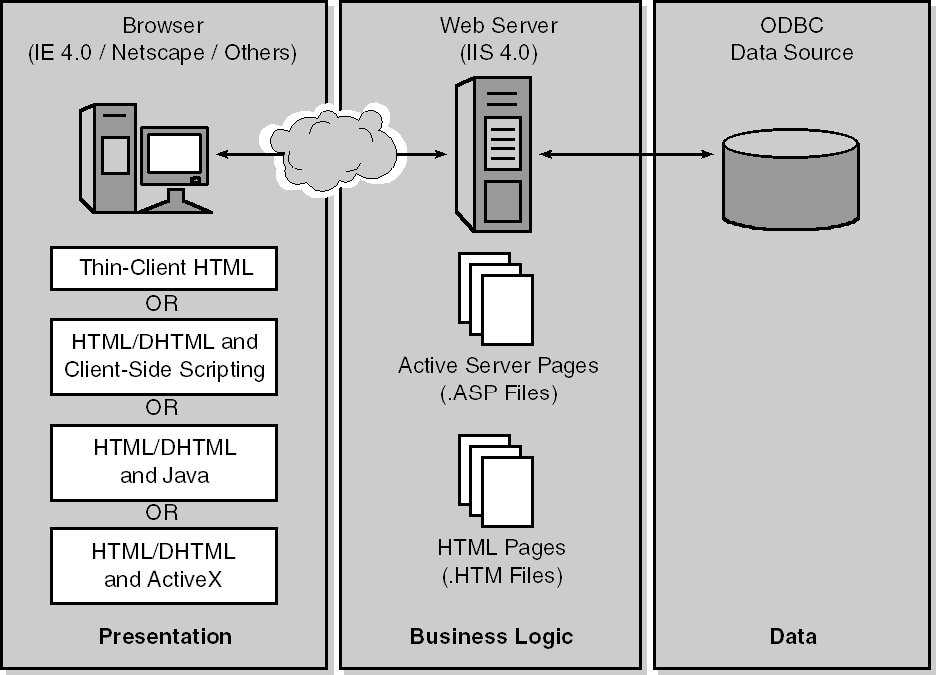 Browser
(IE 4.0 / Netscape / Others)
Thin-Client HTML
OR
HTML/DHTML and
Client-Side Scripting
OR
HTML/DHTML
and Java
OR
HTML/DHTML
and ActiveX
Presentation
Web Server
(IIS 4.0)
Active Server Pages
(.ASP Files)
HTML Pages
(.HTM Files)
Business Logic
ODBC
Data Source
Data